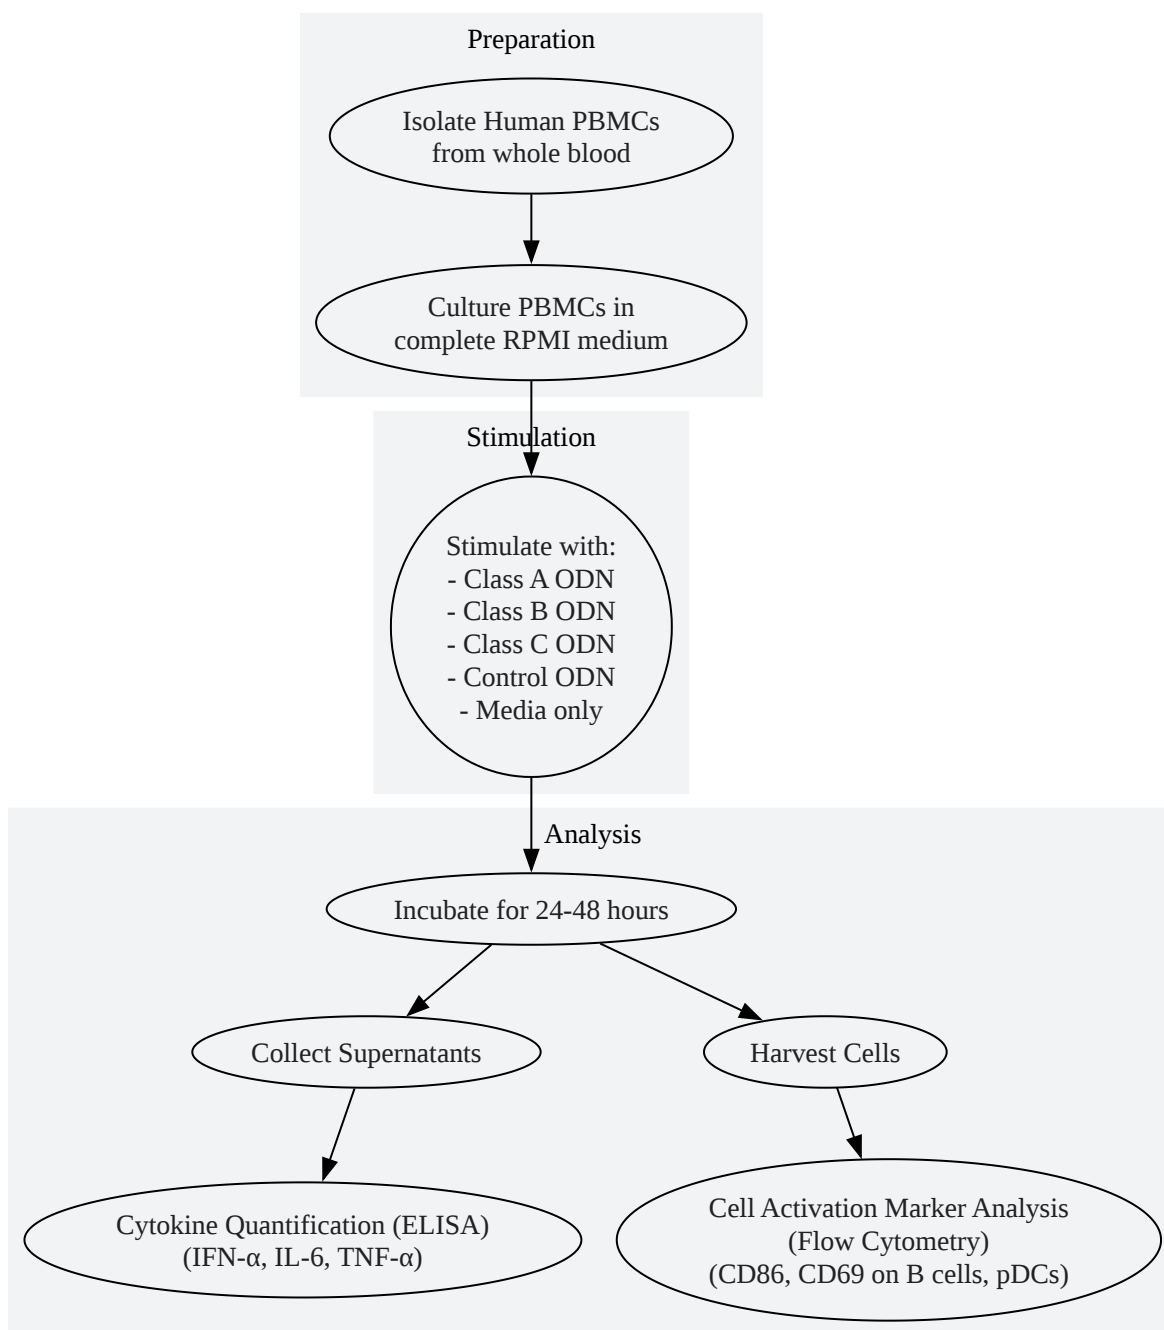 Preparation
Isolate Human PBMCs
from whole blood
Culture PBMCs in
complete RPMI medium
Stimulation
Stimulate with:
- Class A ODN
- Class B ODN
- Class C ODN
- Control ODN
- Media only
Analysis
Incubate for 24-48 hours
Collect Supernatants
Harvest Cells
Cytokine Quantification (ELISA)
(IFN-α, IL-6, TNF-α)
Cell Activation Marker Analysis
(Flow Cytometry)
(CD86, CD69 on B cells, pDCs)